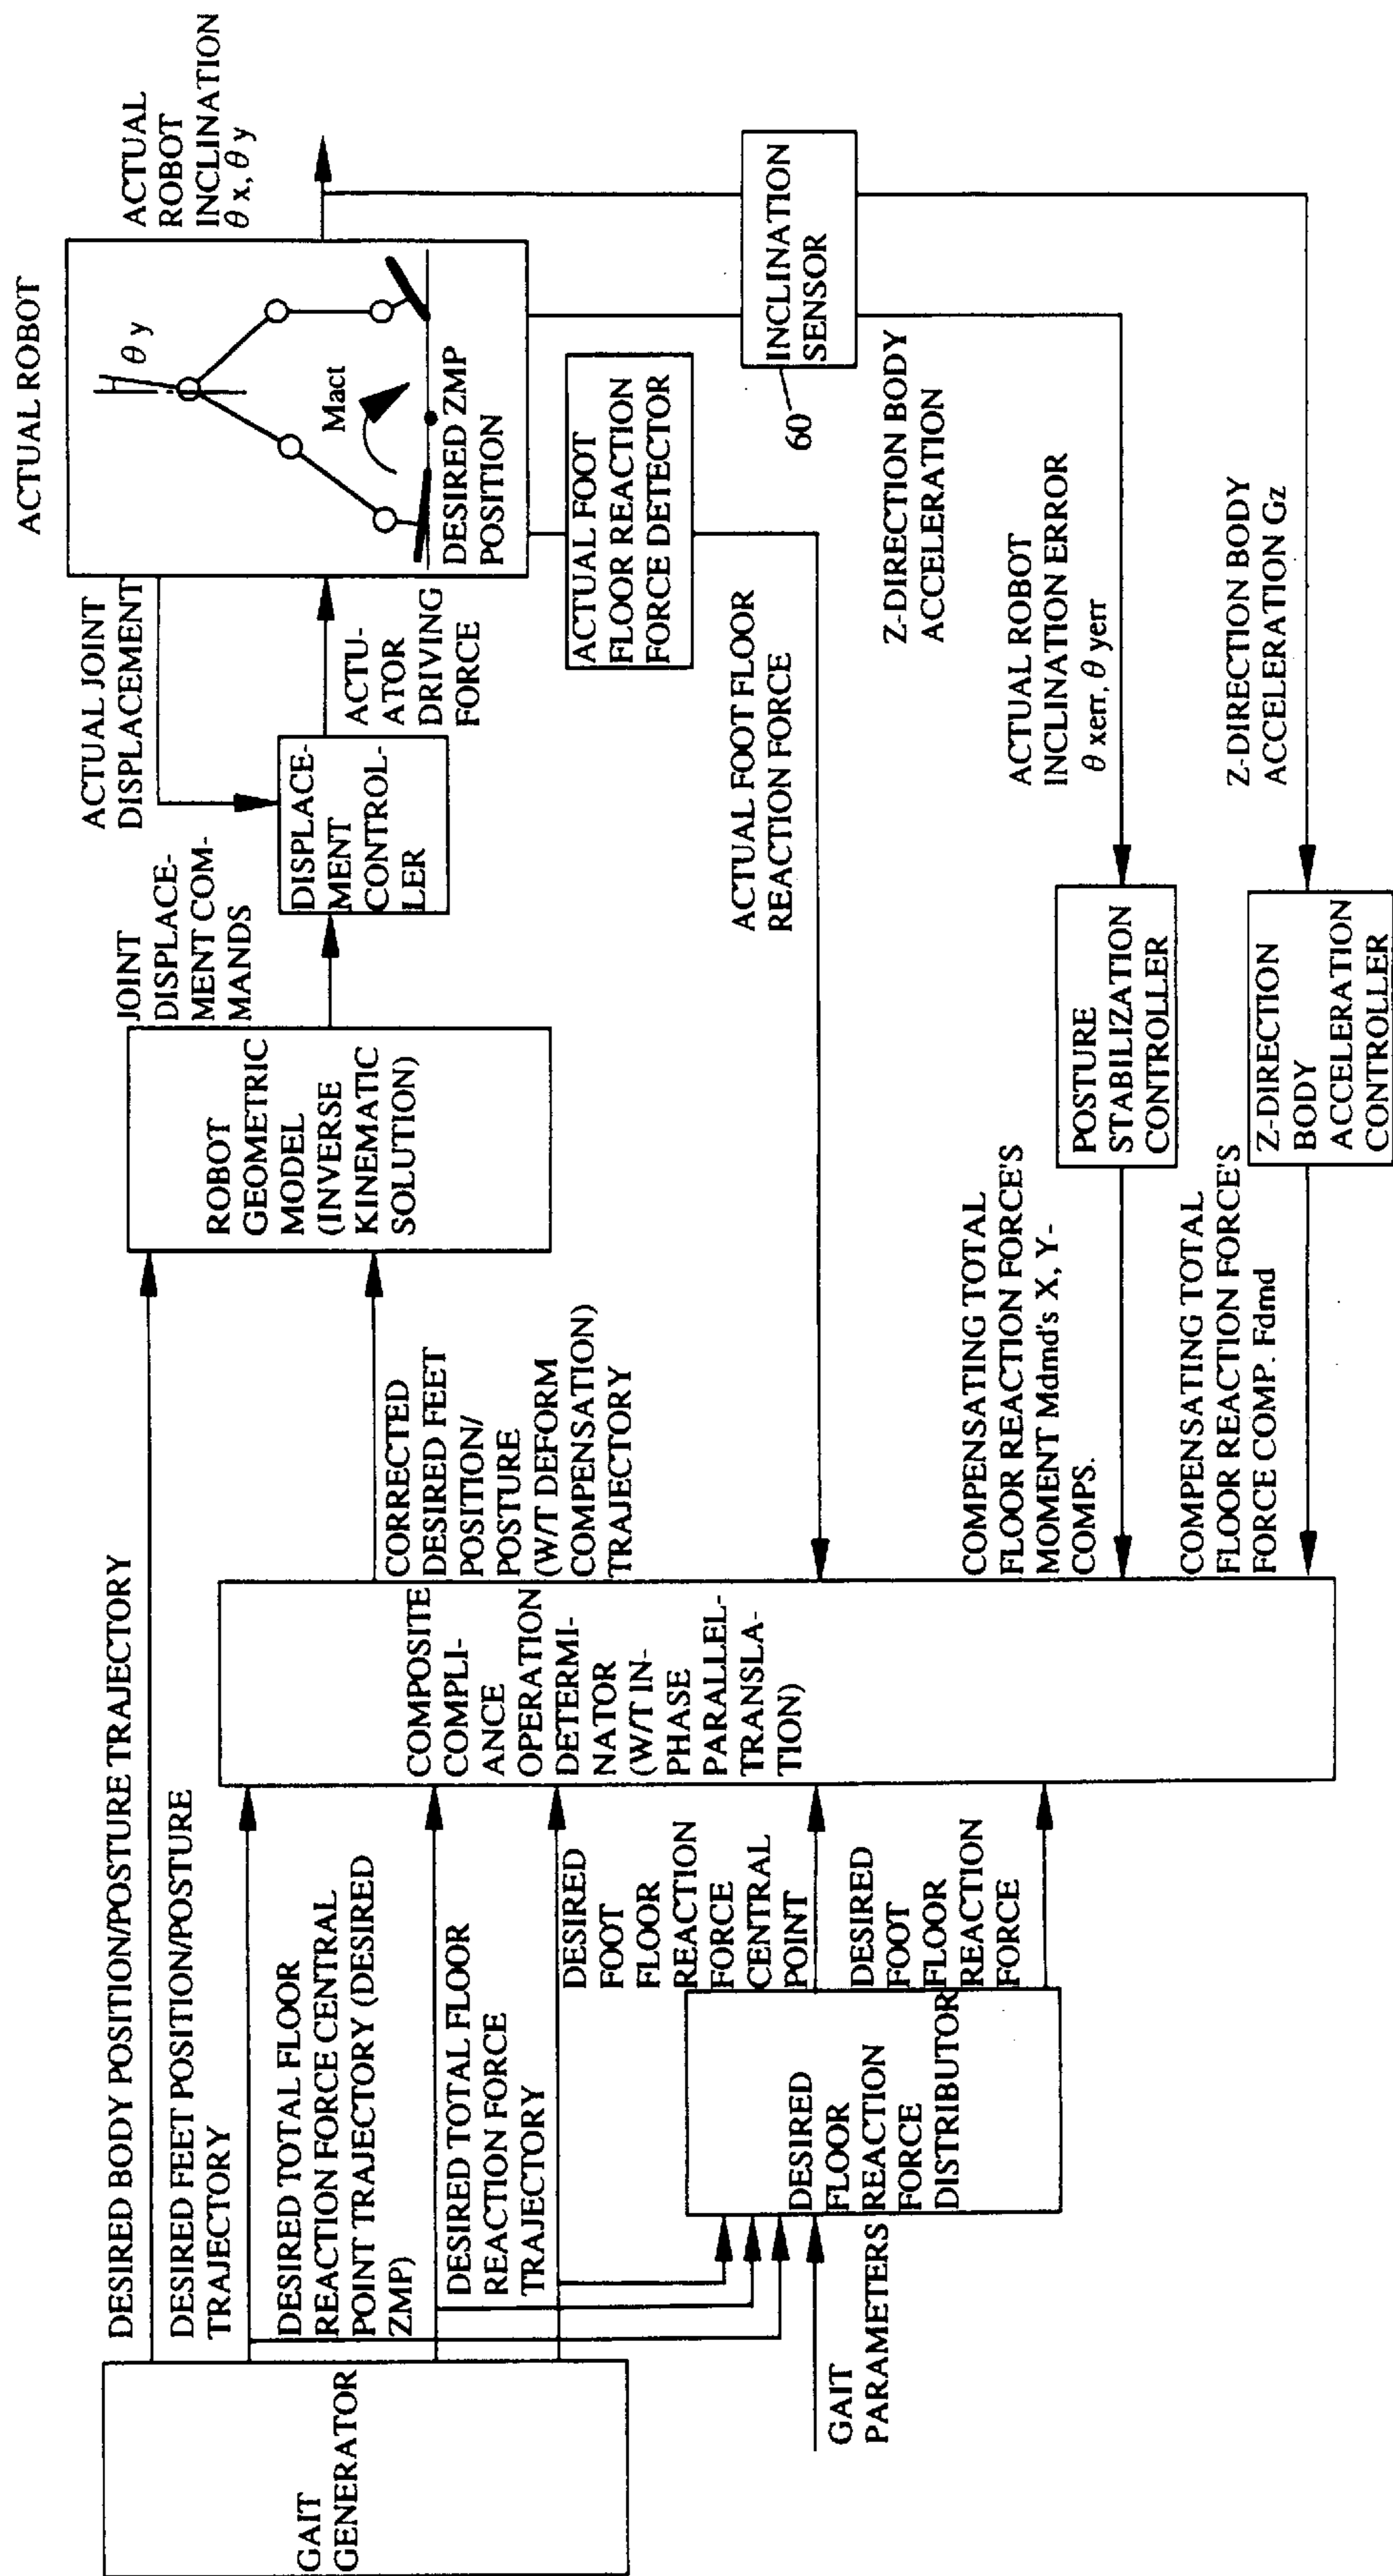 GAIT
GENERATOR
DESIRED BODY POSITION/POSTURE TRAJECTORY
DESIRED FEET POSITION/POSTURE
TRAJECTORY
DESIRED TOTAL FLOOR
REACTION FORCE CENTRAL
POINT TRAJECTORY (DESIRED
ZMP)
DESIRED TOTAL FLOOR
REACTION FORCE
TRAJECTORY
GAIT
PARAMETERS
DESIRED
FLOOR
REACTION
FORCE
DISTRIBUTOR
DESIRED
FOOT
FLOOR
REACTION
FORCE
CENTRAL
POINT
DESIRED
FOOT
FLOOR
REACTION
FORCE
COMPOSITE
COMPLI-
ANCE
OPERATION
DETERMI-
NATOR
(W/T IN-
PHASE
PARALLEL-
TRANSLA-
TION)
CORRECTED
DESIRED FEET
POSITION/
POSTURE
(W/T DEFORM
COMPENSATION)
TRAJECTORY
ROBOT
GEOMETRIC
MODEL
(INVERSE
KINEMATIC
SOLUTION)
JOINT
DISPLACE-
MENT COM-
MANDS
DISPLACE-
MENT
CONTROL-
LER
ACTUAL JOINT
DISPLACEMENT
ACTU-
ATOR
DRIVING
FORCE
ACTUAL ROBOT
θ y
Mact
DESIRED ZMP
POSITION
ACTUAL
ROBOT
INCLINATION
θ x, θ y
ACTUAL FOOT
FLOOR REACTION
FORCE DETECTOR
ACTUAL FOOT FLOOR
REACTION FORCE
INCLINATION
SENSOR
60
Z-DIRECTION BODY
ACCELERATION
ACTUAL ROBOT
INCLINATION ERROR
θ xerr, θ yerr
Z-DIRECTION BODY
ACCELERATION Gz
POSTURE
STABILIZATION
CONTROLLER
Z-DIRECTION
BODY
ACCELERATION
CONTROLLER
COMPENSATING TOTAL
FLOOR REACTION FORCE'S
MOMENT Mdmd's X, Y-
COMPS.
COMPENSATING TOTAL
FLOOR REACTION FORCE'S
FORCE COMP. Fdmd